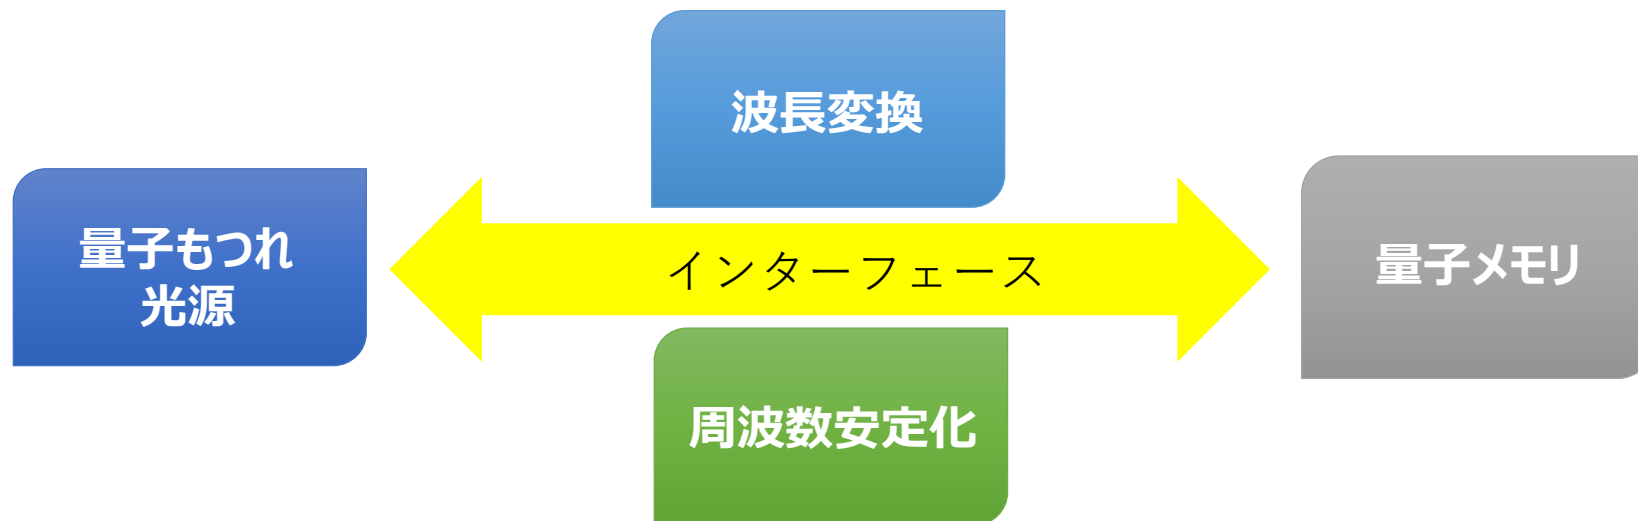 波長変換
量子もつれ
光源
インターフェース
量子メモリ
周波数安定化